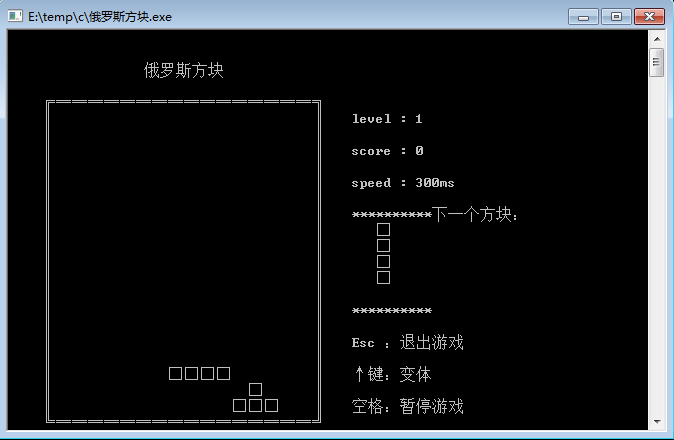 E:\temp\c\俄罗斯方块.exe
俄罗斯方块
level : 1
score : 0
speed : 300ms
**********下一个方块:
**********
Esc : 退出游戏
↑键: 变体
空格: 暂停游戏